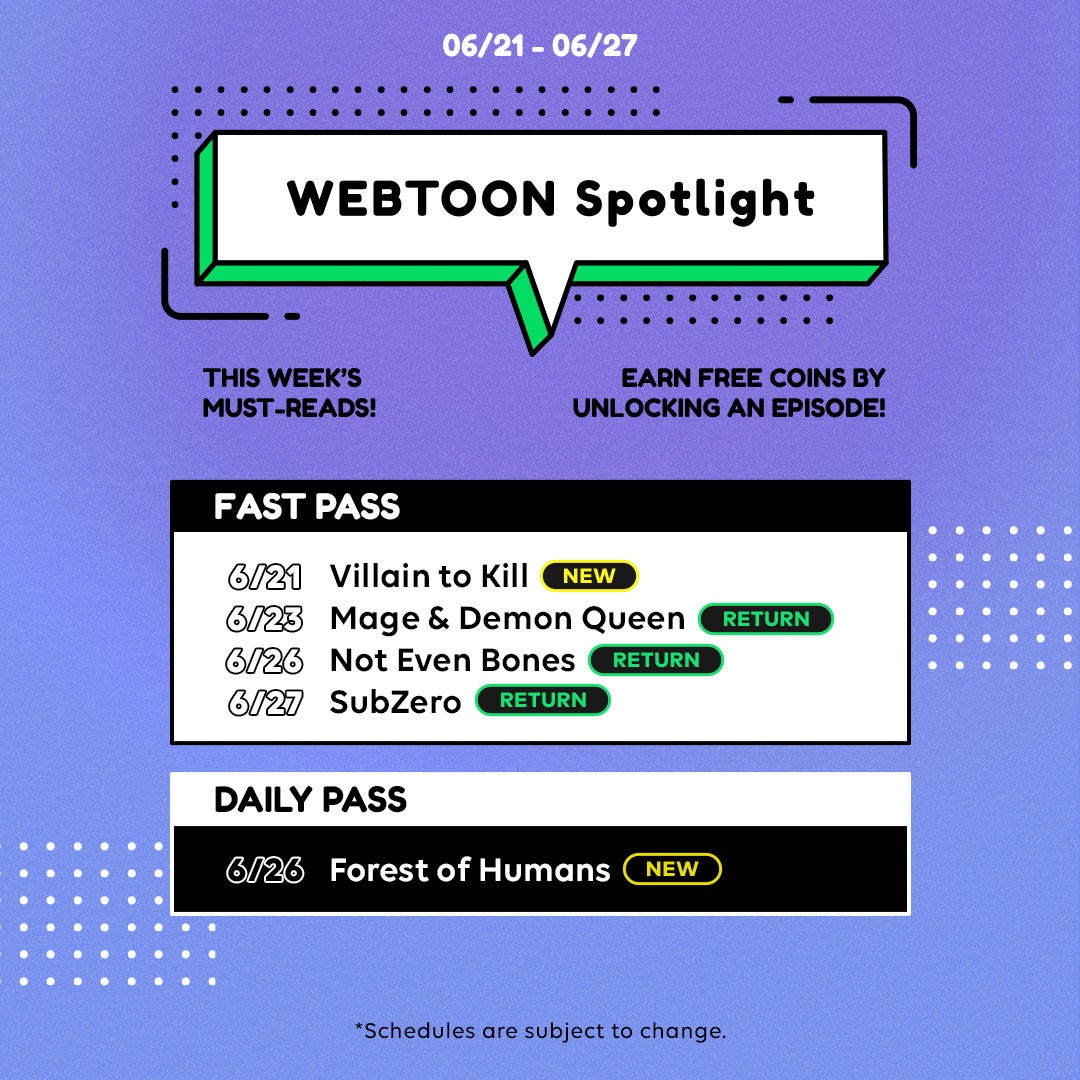 06/21 - 06/27
WEBTOON Spotlight
THIS WEEK'S
MUST-READS!
EARN FREE COINS BY
UNLOCKING AN EPISODE!
FAST PASS
6/21 Villain to Kill NEW
6/23 Mage & Demon Queen RETURN
6/26 Not Even Bones RETURN
6/27 SubZero RETURN
DAILY PASS
6/26 Forest of Humans NEW
*Schedules are subject to change.